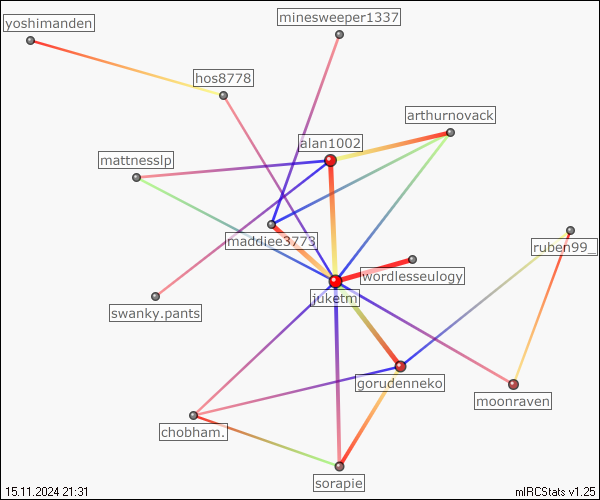 minesweeper1337
yoshimanden
hos8778
arthurnovack
alan1002
mattnesslp
maddiee3773
ruben99_
wordlesseulogy
juketm
swanky.pants
gorudenneko
moonraven
chobham.
sorapie
15.11.2024 21:31
mIRCStats v1.25